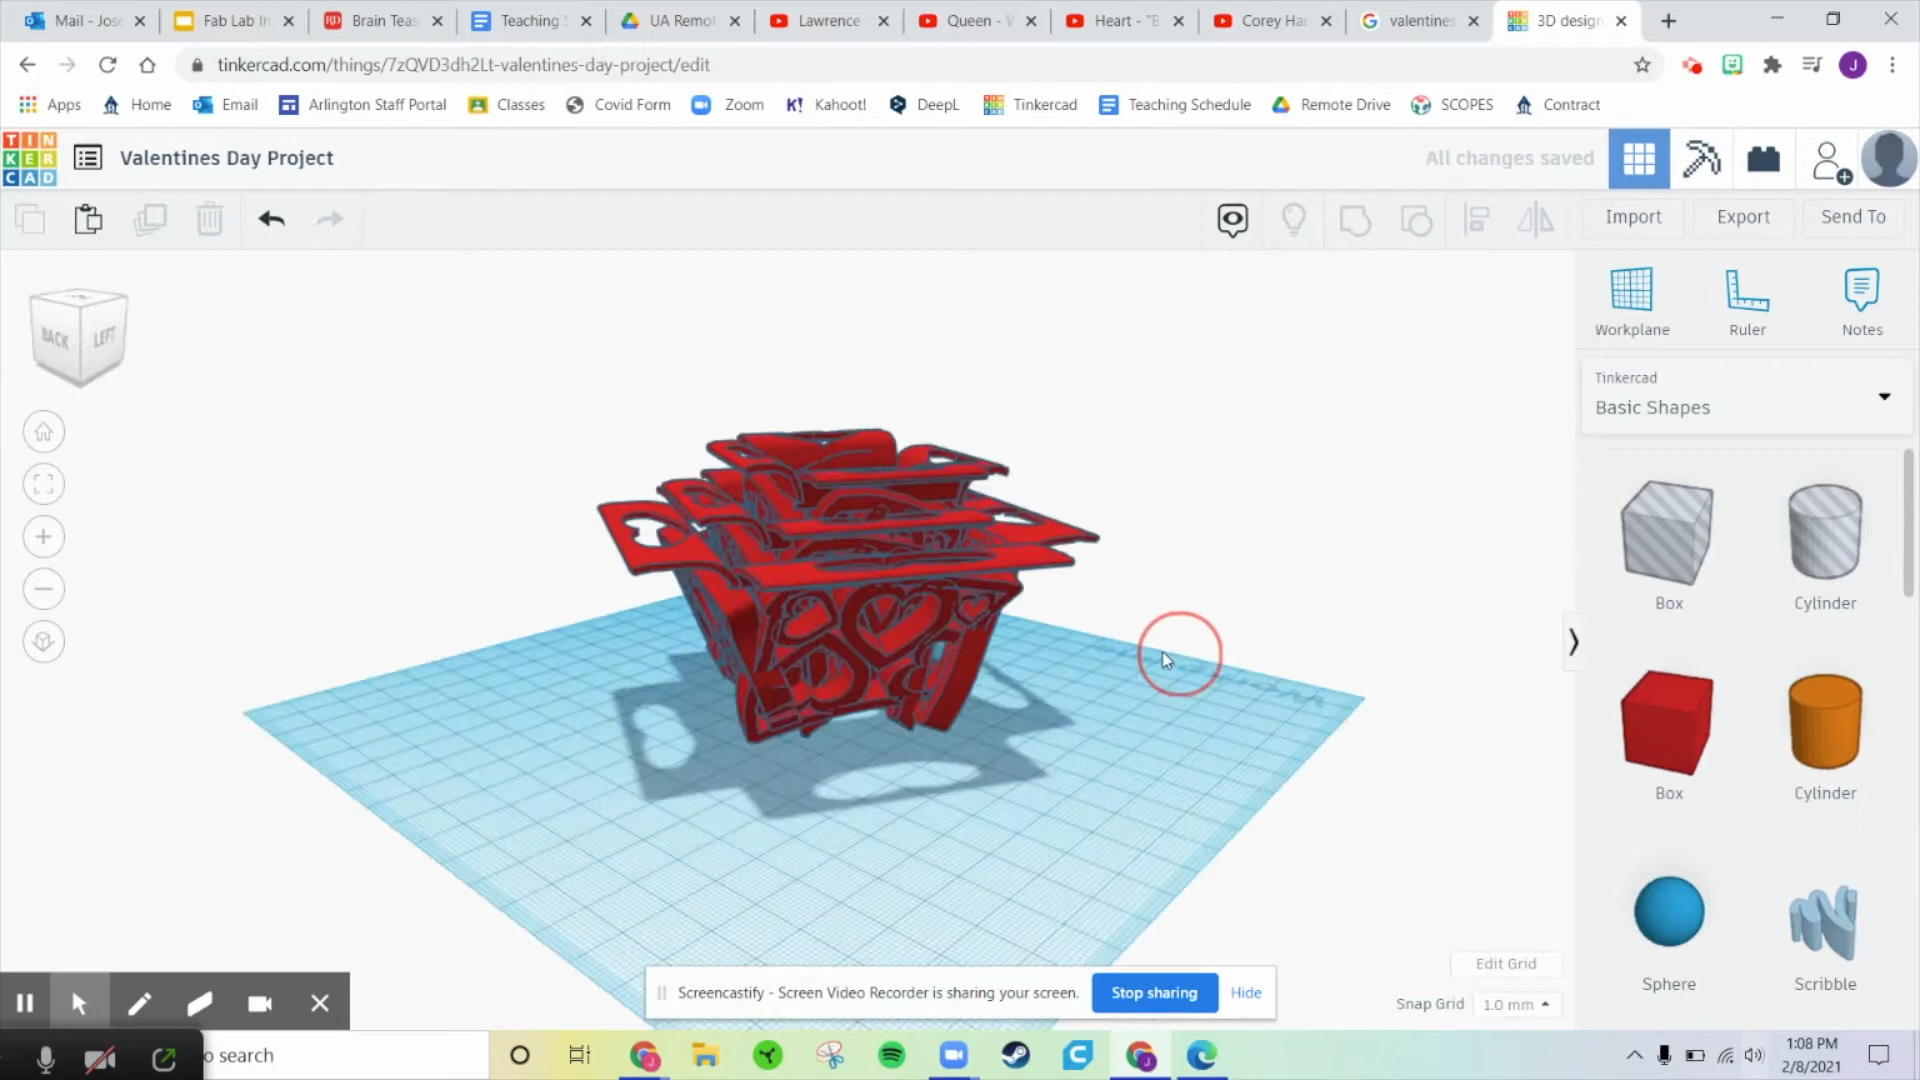 Mail - Jose
Fab Lab In
Brain Teas
Teaching S
UA Remot
Lawrence
Queen - W
Heart - "B
Corey Har
valentines
3D design
tinkercad.com/things/7zQVD3dh2Lt-valentines-day-project/edit
J
Apps
Home
Email
Arlington Staff Portal
Classes
Covid Form
Zoom
K! Kahoot!
DeepL
Tinkercad
Teaching Schedule
Remote Drive
SCOPES
Contract
TIN
KER
CAD
Valentines Day Project
All changes saved
Import
Export
Send To
BACK
LEFT
Workplane
Ruler
Notes
Tinkercad
Basic Shapes
Box
Cylinder
Box
Cylinder
Sphere
Scribble
Edit Grid
Snap Grid 1.0 mm
Screencastify - Screen Video Recorder is sharing your screen.
Stop sharing
Hide
o search
1:08 PM
2/8/2021